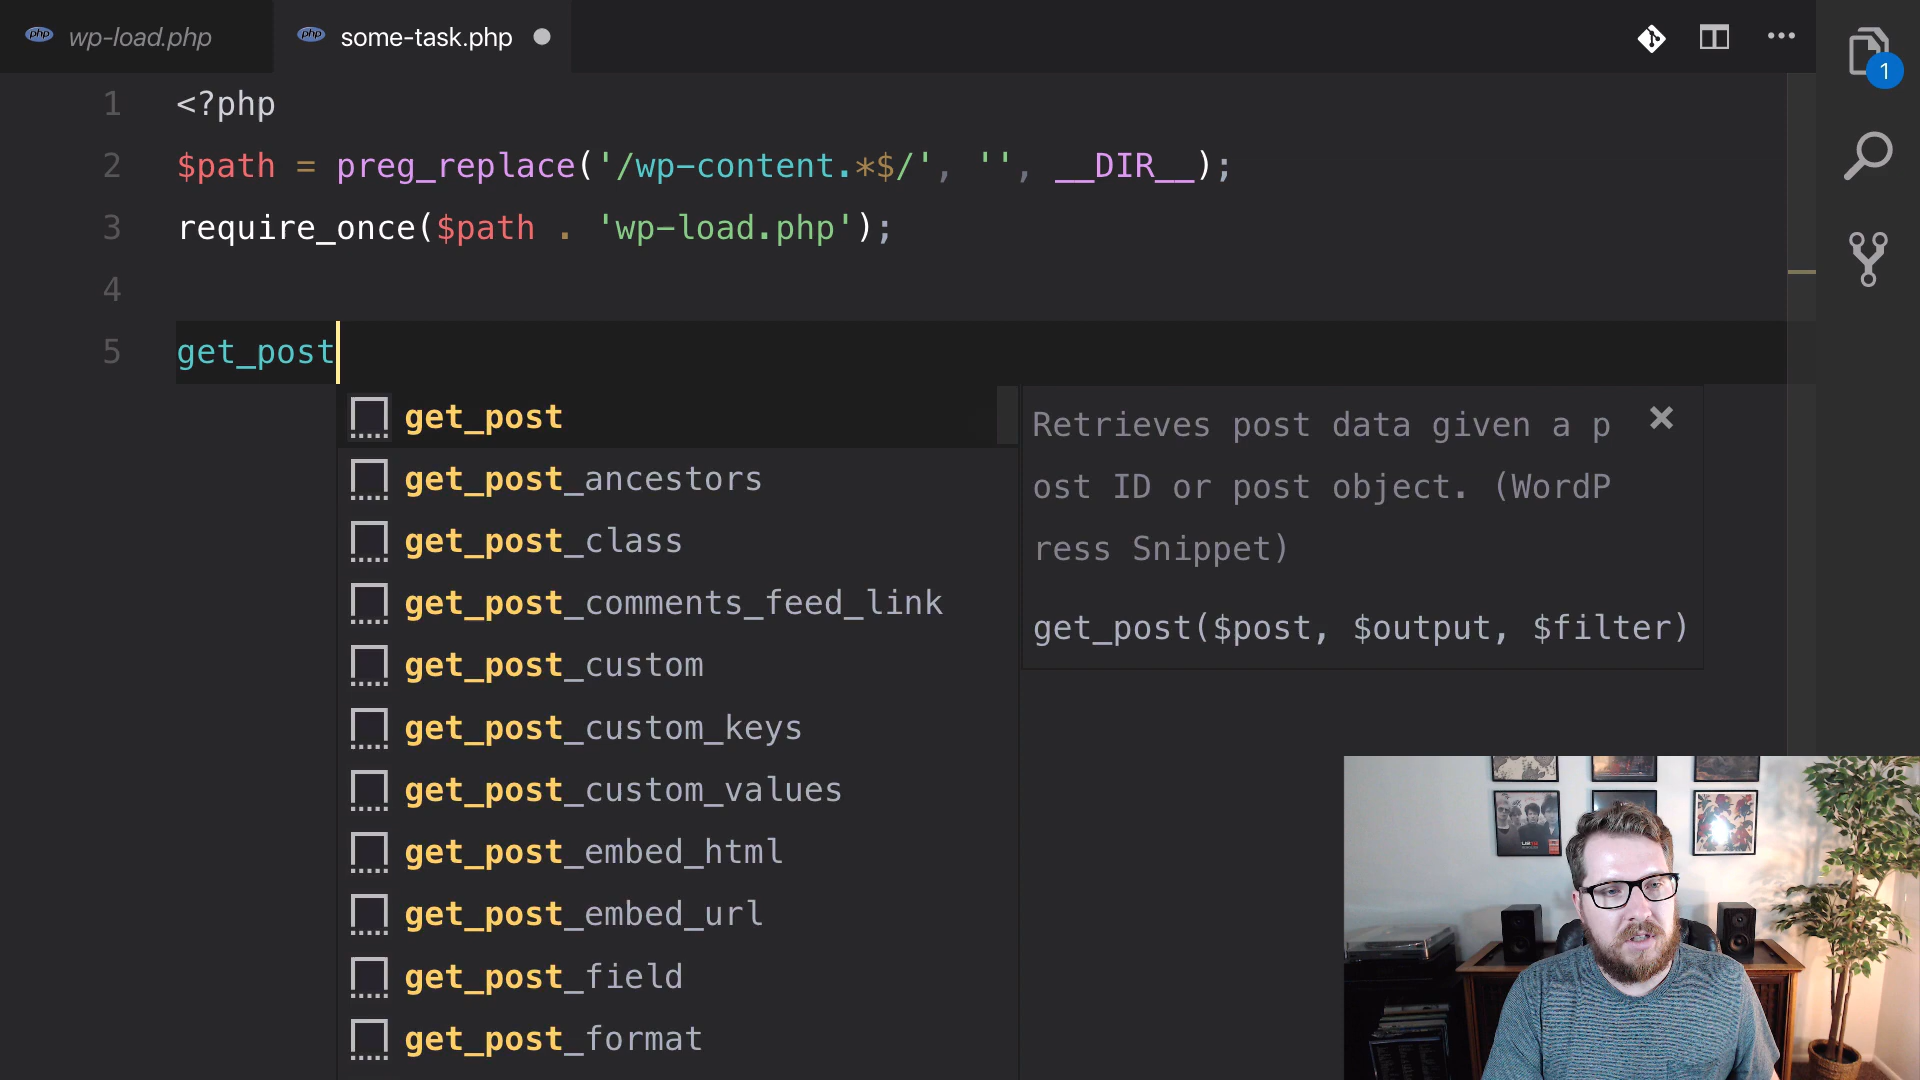 php wp-load.php
php some-task.php
1
1 <?php
2 $path = preg_replace('/wp-content.*$/', '', __DIR__);
3 require_once($path . 'wp-load.php');
4
5 get_post
get_post
get_post_ancestors
get_post_class
get_post_comments_feed_link
get_post_custom
get_post_custom_keys
get_post_custom_values
get_post_embed_html
get_post_embed_url
get_post_field
get_post_format
Retrieves post data given a p
ost ID or post object. (WordP
ress Snippet)
get_post($post, $output, $filter)